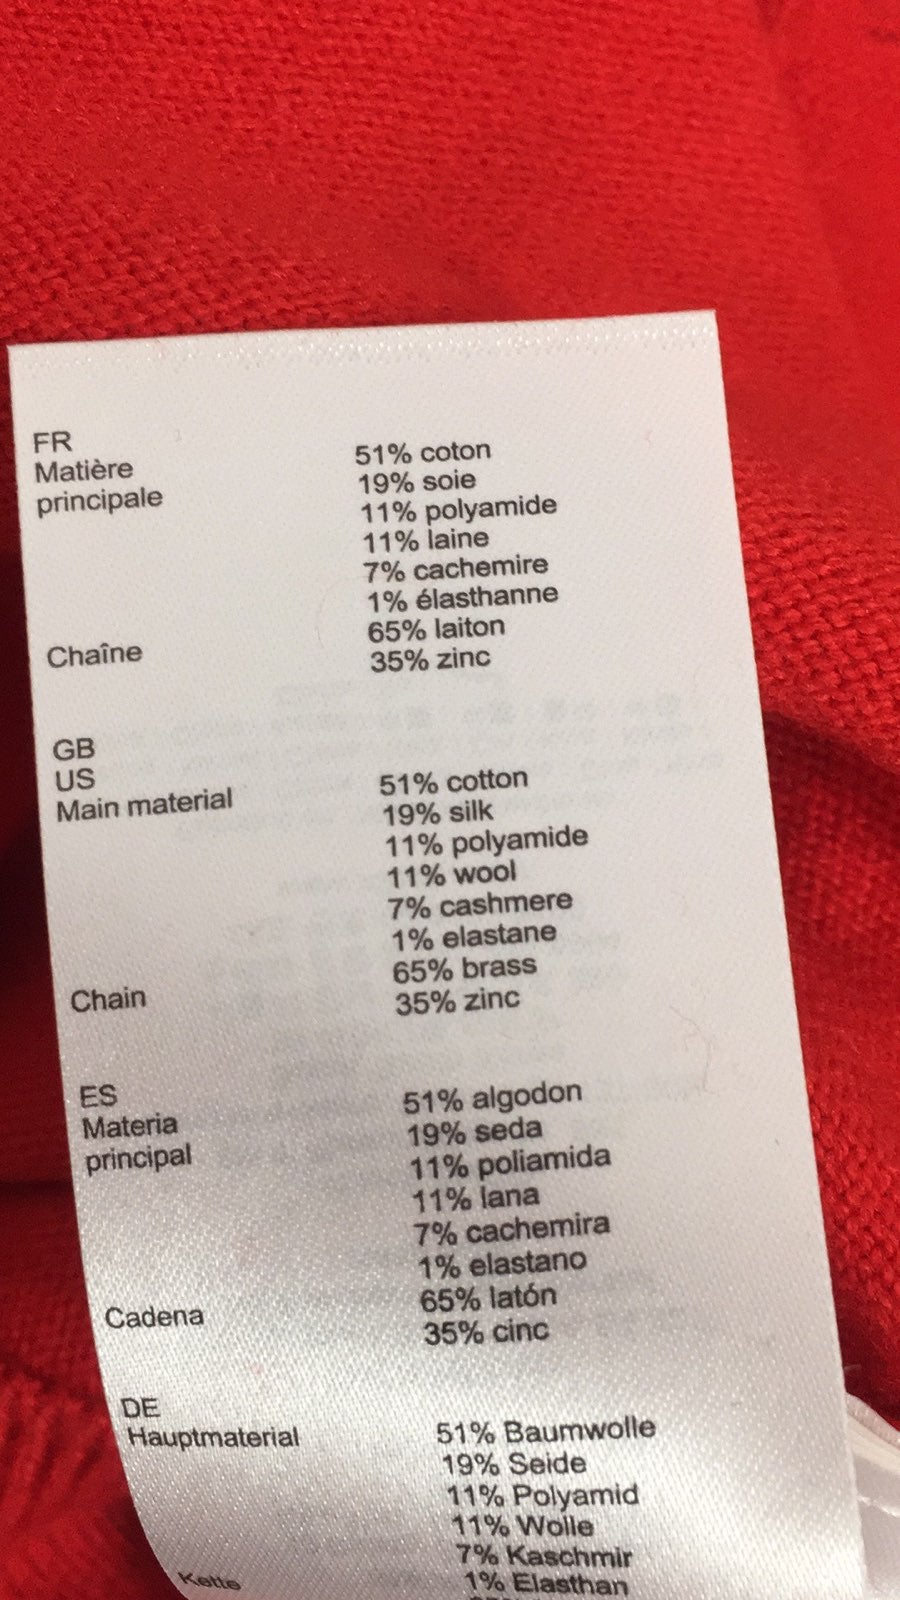 FR
Matière 51% coton
principale 19% soie
11% polyamide
11% laine
7% cachemire
1% élasthanne
65% laiton
Chaîne 35% zinc
GB
US
Main material 51% cotton
19% silk
11% polyamide
11% wool
7% cashmere
1% elastane
65% brass
Chain 35% zinc
ES
Materia 51% algodon
principal 19% seda
11% poliamida
11% lana
7% cachemira
1% elastano
65% latón
Cadena 35% cinc
DE
Hauptmaterial 51% Baumwolle
19% Seide
11% Polyamid
11% Wolle
7% Kaschmir
Kette 1% Elasthan